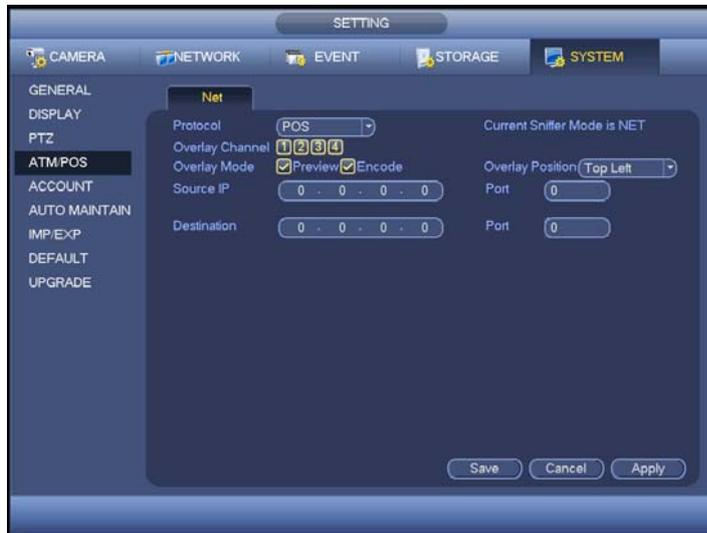 SETTING
CAMERA NETWORK EVENT STORAGE SYSTEM
GENERAL
DISPLAY
PTZ
ATM/POS
ACCOUNT
AUTO MAINTAIN
IMP/EXP
DEFAULT
UPGRADE
Net
Protocol POS Current Sniffer Mode is NET
Overlay Channel 1 2 3 4
Overlay Mode Preview Encode Overlay Position Top Left
Source IP 0 . 0 . 0 . 0 Port 0
Destination 0 . 0 . 0 . 0 Port 0
Save Cancel Apply